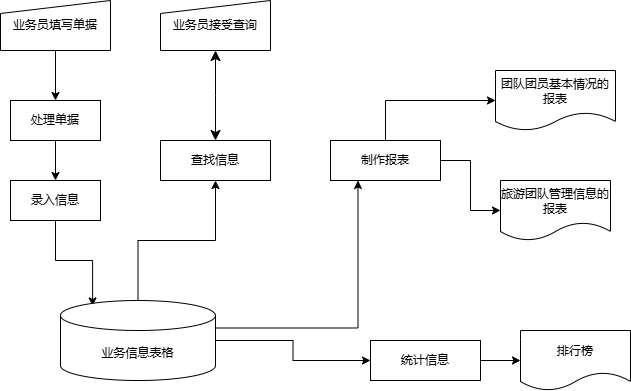 业务员填写单据
业务员接受查询
团队团员基本情况的
报表
处理单据
查找信息
制作报表
录入信息
旅游团队管理信息的
报表
业务信息表格
统计信息
排行榜